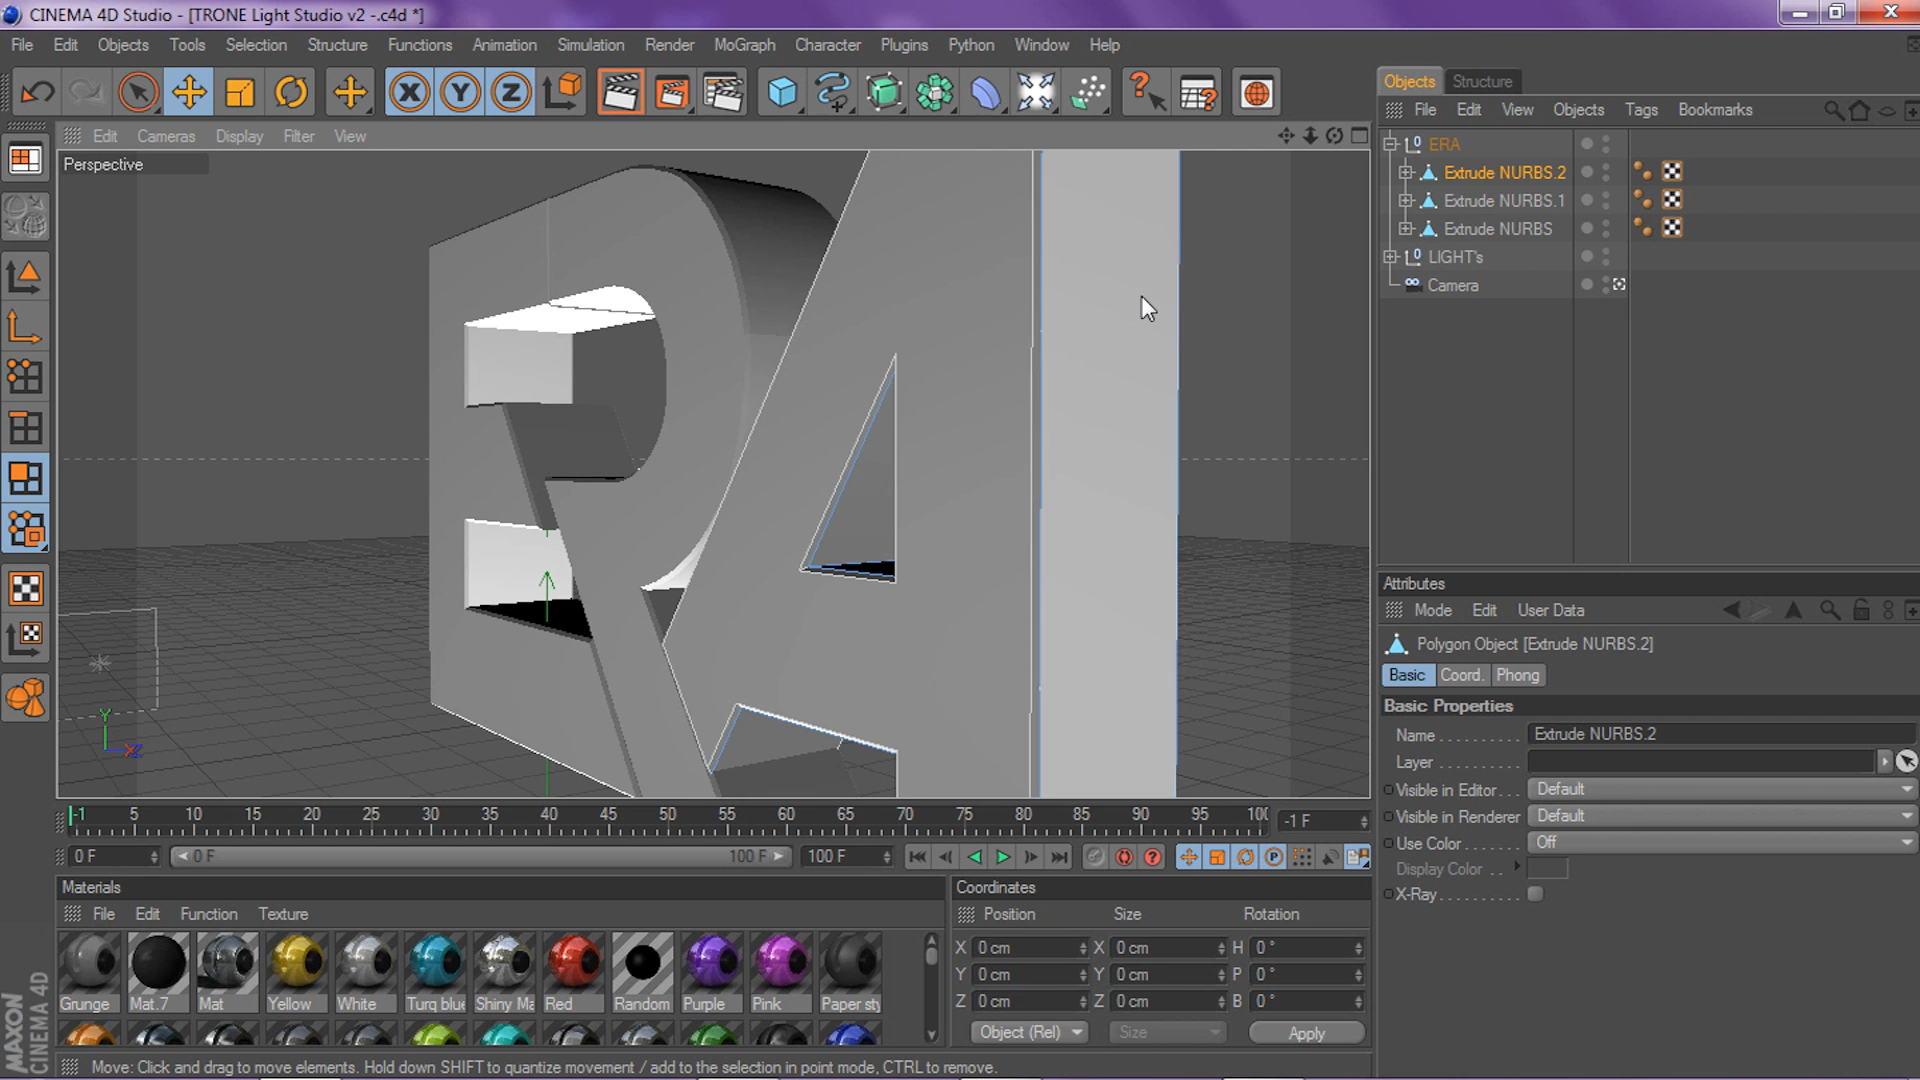 CINEMA 4D Studio - [TRONE Light Studio v2 -.c4d *]
File Edit Objects Tools Selection Structure Functions Animation Simulation Render MoGraph Character Plugins Python Window Help
X Y Z
Edit Cameras Display Filter View
Perspective
Y X
-1 5 10 15 20 25 30 35 40 45 50 55 60 65 70 75 80 85 90 95 10 -1 F
0 F 0 F 100 F 100 F
Materials
File Edit Function Texture
Grunge Mat.7 Mat Yellow White Turq blue Shiny Ma Red Random Purple Pink Paper sty
Coordinates
Position Size Rotation
X 0 cm X 0 cm H 0 °
Y 0 cm Y 0 cm P 0 °
Z 0 cm Z 0 cm B 0 °
Object (Rel) Size Apply
Move: Click and drag to move elements. Hold down SHIFT to quantize movement / add to the selection in point mode, CTRL to remove.
MAXON
CINEMA 4D
Objects Structure
File Edit View Objects Tags Bookmarks
ERA
Extrude NURBS.2
Extrude NURBS.1
Extrude NURBS
LIGHT's
Camera
Attributes
Mode Edit User Data
Polygon Object [Extrude NURBS.2]
Basic Coord. Phong
Basic Properties
Name . . . . . . . . . . Extrude NURBS.2
Layer . . . . . . . . . .
Visible in Editor . . . Default
Visible in Renderer Default
Use Color . . . . . . . Off
Display Color . .
X-Ray . . . . . . . . . .